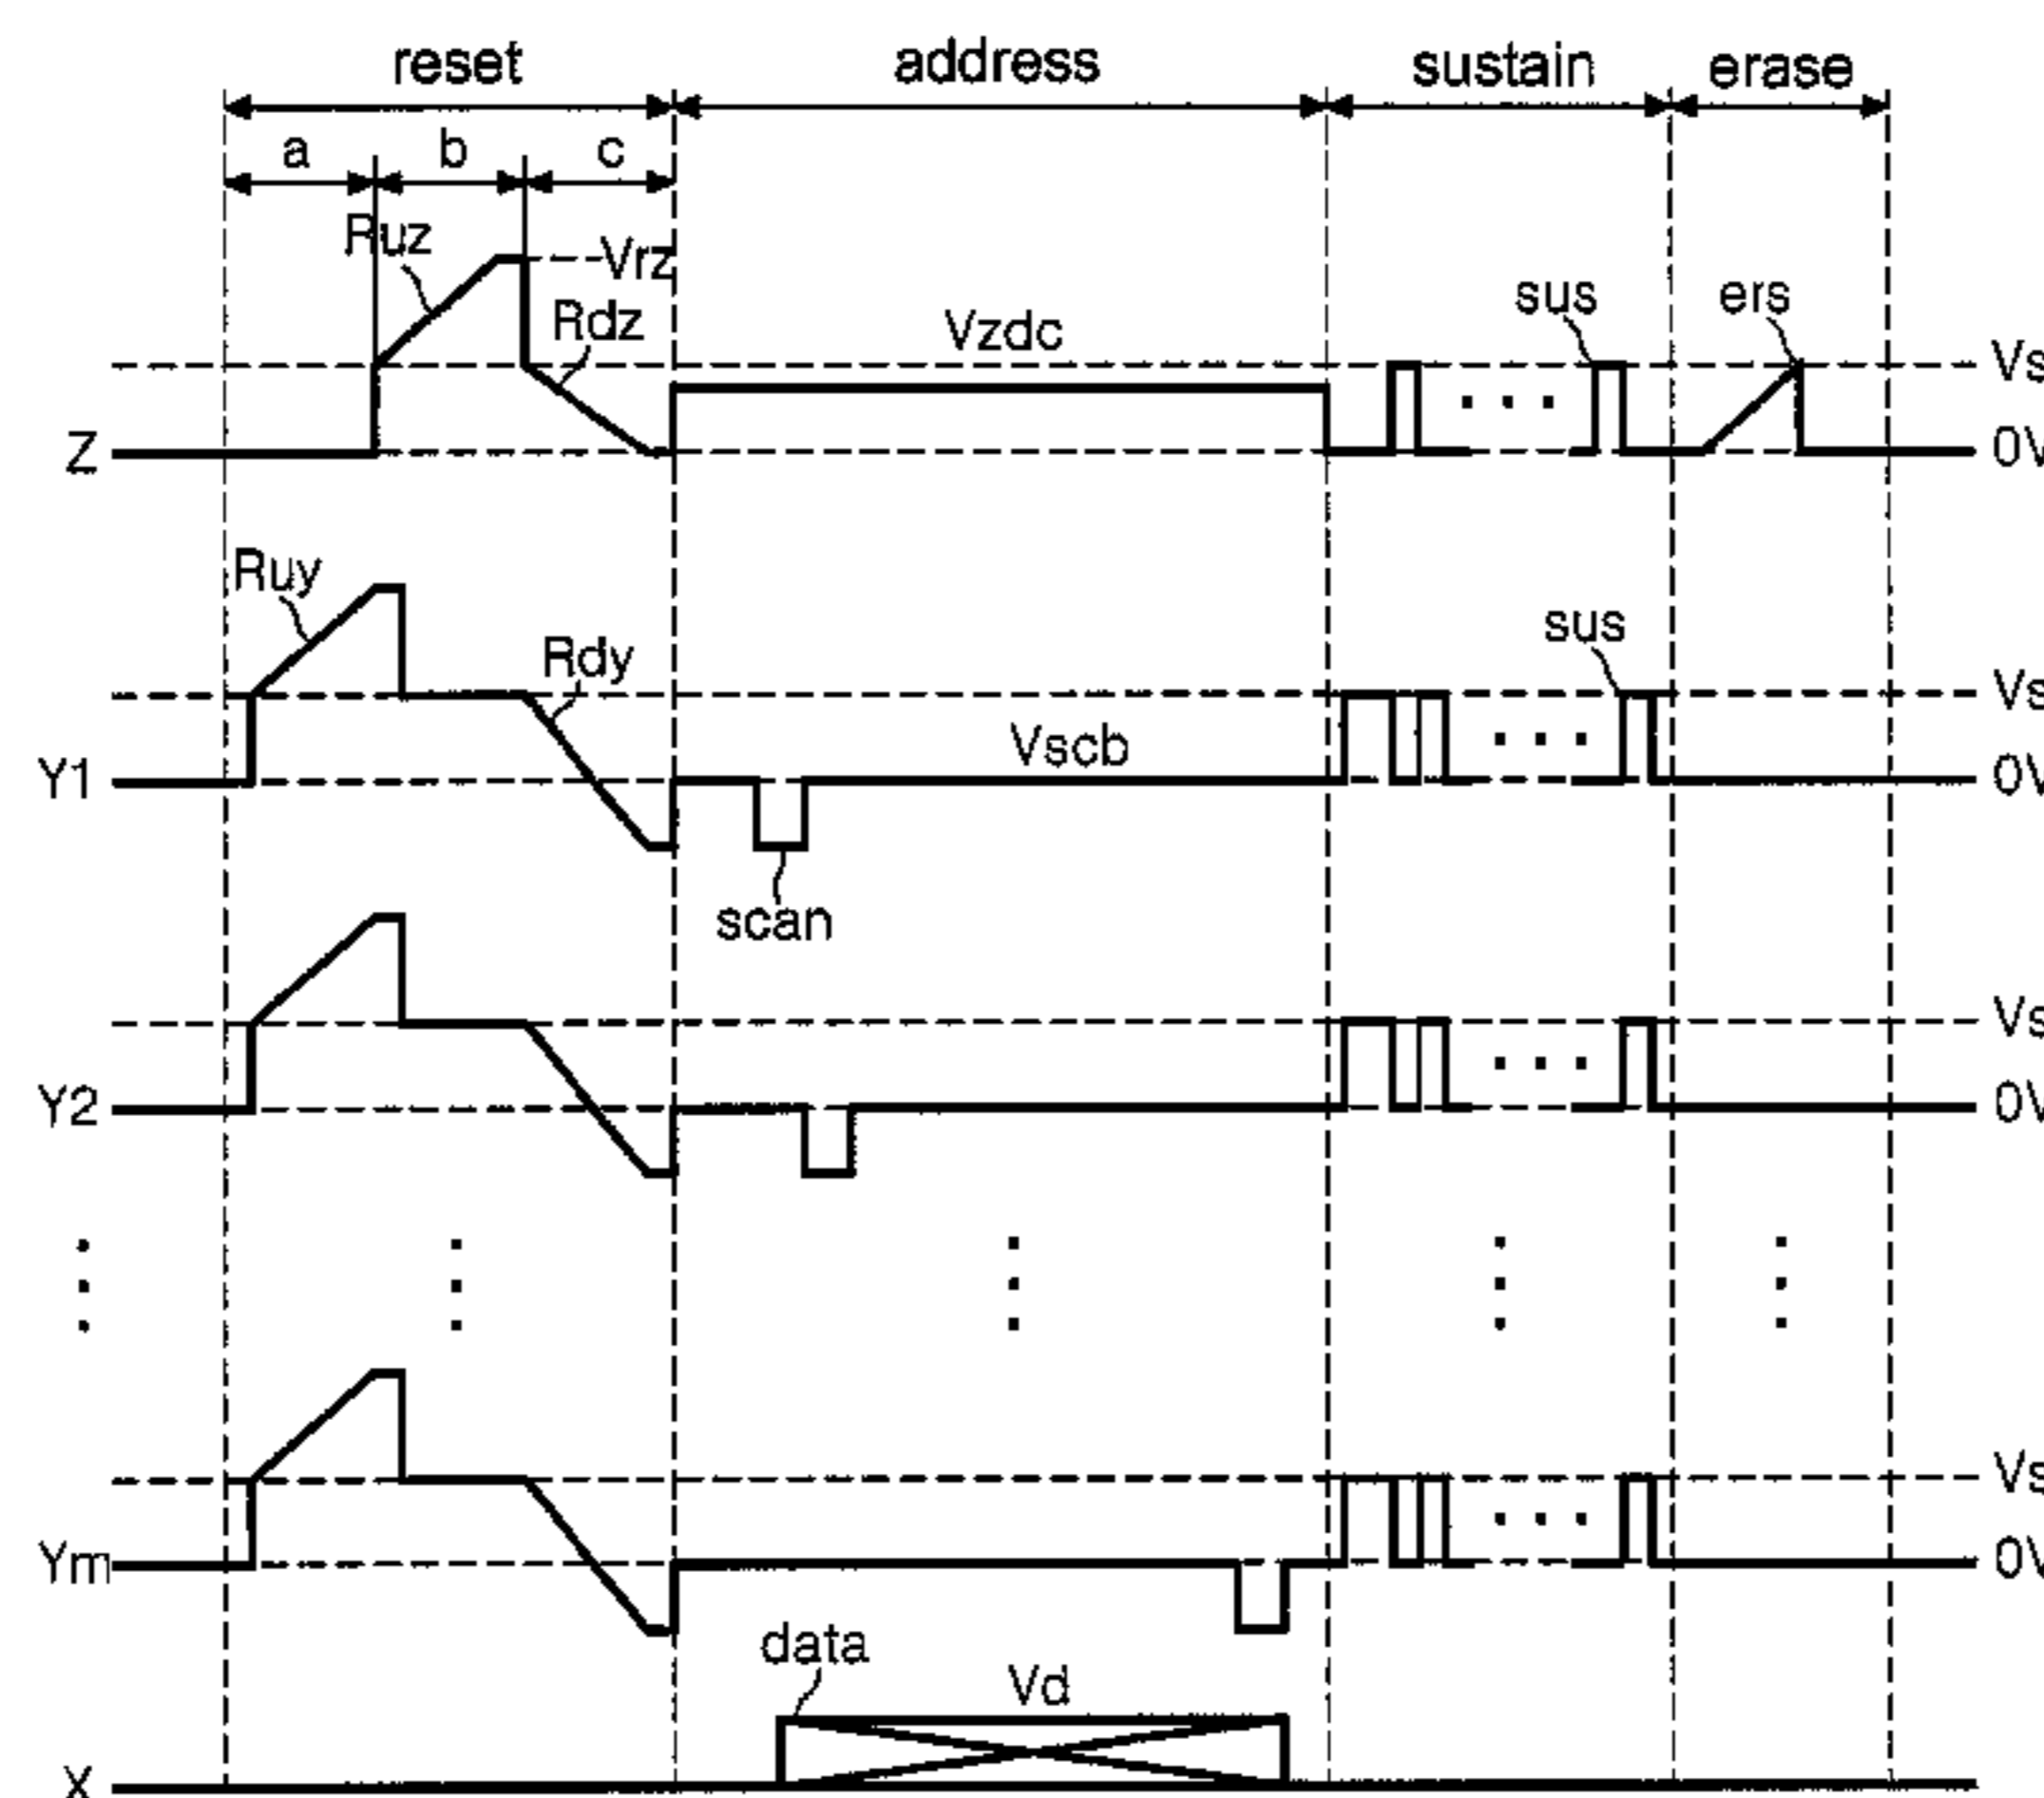 reset address sustain erase
a b c
Ruz
Vrz
Rdz
Vzdc
sus
ers
Vs
Z
0V
Ruy
Rdy
sus
Vs
Vscb
Y1
0V
scan
Vs
Y2
0V
Vs
Ym
0V
data
Vd
X